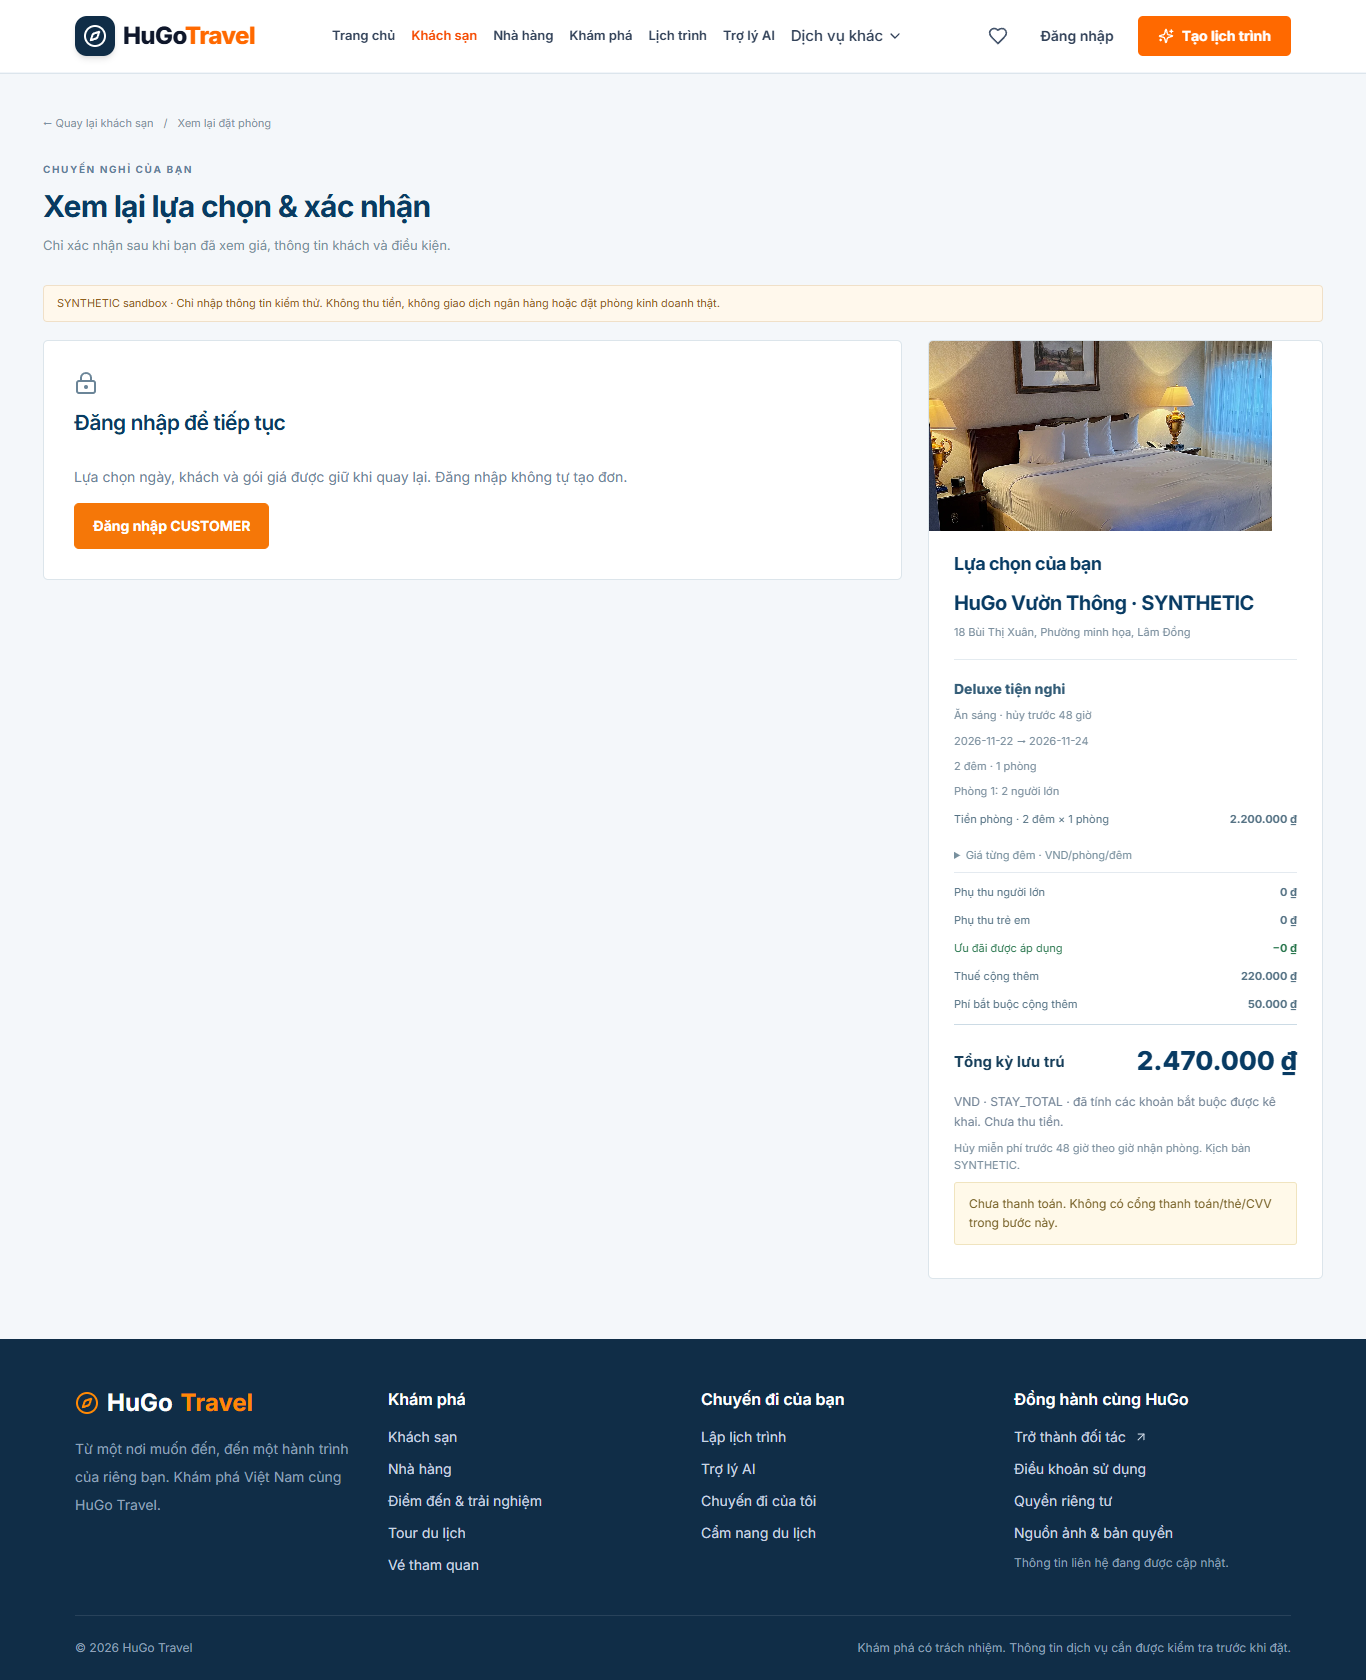 HuGoTravel
Trang chủ
Khách sạn
Nhà hàng
Khám phá
Lịch trình
Trợ lý AI
Dịch vụ khác
Đăng nhập
Tạo lịch trình
← Quay lại khách sạn / Xem lại đặt phòng
CHUYẾN NGHỈ CỦA BẠN
Xem lại lựa chọn & xác nhận
Chỉ xác nhận sau khi bạn đã xem giá, thông tin khách và điều kiện.
SYNTHETIC sandbox · Chỉ nhập thông tin kiểm thử. Không thu tiền, không giao dịch ngân hàng hoặc đặt phòng kinh doanh thật.
Đăng nhập để tiếp tục
Lựa chọn ngày, khách và gói giá được giữ khi quay lại. Đăng nhập không tự tạo đơn.
Đăng nhập CUSTOMER
Lựa chọn của bạn
HuGo Vườn Thông · SYNTHETIC
18 Bùi Thị Xuân, Phường minh họa, Lâm Đồng
Deluxe tiện nghi
Ăn sáng · hủy trước 48 giờ
2026-11-22 → 2026-11-24
2 đêm · 1 phòng
Phòng 1: 2 người lớn
Tiền phòng · 2 đêm × 1 phòng 2.200.000 ₫
▶ Giá từng đêm · VND/phòng/đêm
Phụ thu người lớn 0 ₫
Phụ thu trẻ em 0 ₫
Ưu đãi được áp dụng −0 ₫
Thuế cộng thêm 220.000 ₫
Phí bắt buộc cộng thêm 50.000 ₫
Tổng kỳ lưu trú 2.470.000 ₫
VND · STAY_TOTAL · đã tính các khoản bắt buộc được kê
khai. Chưa thu tiền.
Hủy miễn phí trước 48 giờ theo giờ nhận phòng. Kịch bản
SYNTHETIC.
Chưa thanh toán. Không có cổng thanh toán/thẻ/CVV
trong bước này.
HuGo Travel
Từ một nơi muốn đến, đến một hành trình
của riêng bạn. Khám phá Việt Nam cùng
HuGo Travel.
Khám phá
Khách sạn
Nhà hàng
Điểm đến & trải nghiệm
Tour du lịch
Vé tham quan
Chuyến đi của bạn
Lập lịch trình
Trợ lý AI
Chuyến đi của tôi
Cẩm nang du lịch
Đồng hành cùng HuGo
Trở thành đối tác
Điều khoản sử dụng
Quyền riêng tư
Nguồn ảnh & bản quyền
Thông tin liên hệ đang được cập nhật.
© 2026 HuGo Travel
Khám phá có trách nhiệm. Thông tin dịch vụ cần được kiểm tra trước khi đặt.